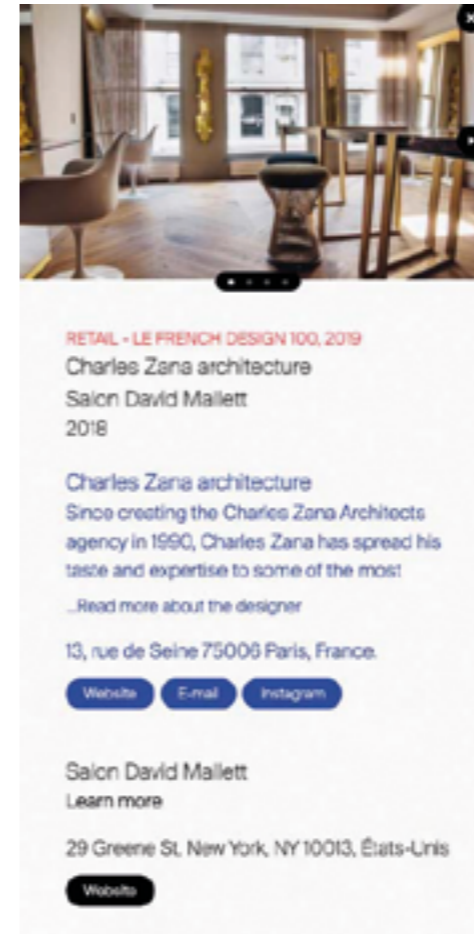 RETAIL - LE FRENCH DESIGN 100, 2019
Charles Zana architecture
Salon David Mallett
2018
Charles Zana architecture
Since creating the Charles Zana Architects
agency in 1990, Charles Zana has spread his
taste and expertise to some of the most
...Read more about the designer
13, rue de Seine 75006 Paris, France.
Website E-mail Instagram
Salon David Mallett
Learn more
29 Greene St, New York, NY 10013, États-Unis
Website